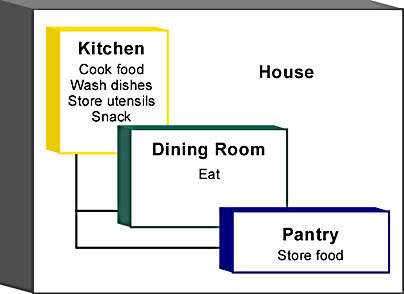 Kitchen
Cook food
Wash dishes
Store utensils
Snack
House
Dining Room
Eat
Pantry
Store food